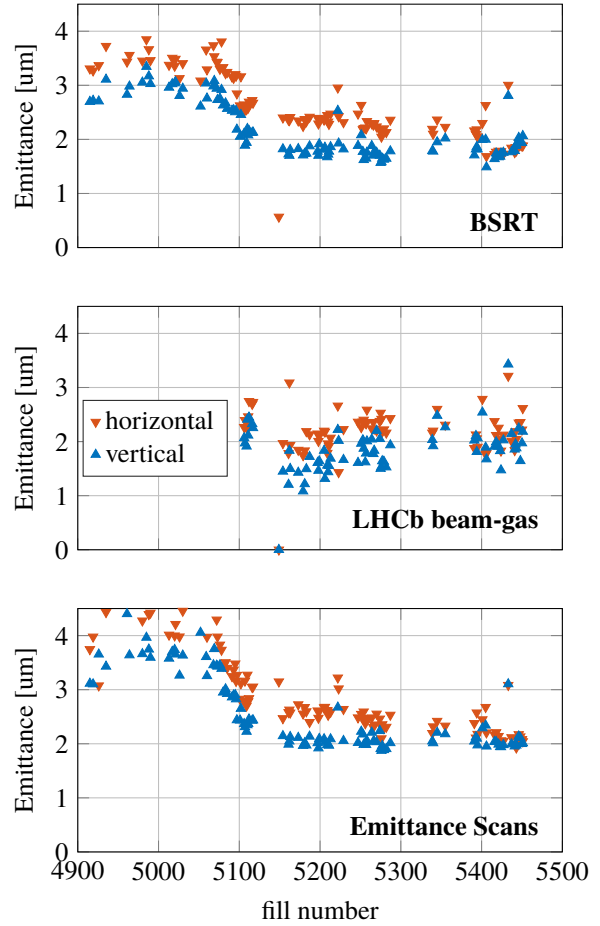 4
3
2
1
0
Emittance [um]
BSRT
4
3
2
1
0
Emittance [um]
horizontal
vertical
LHCb beam-gas
4
3
2
1
0
Emittance [um]
Emittance Scans
4900 5000 5100 5200 5300 5400 5500
fill number